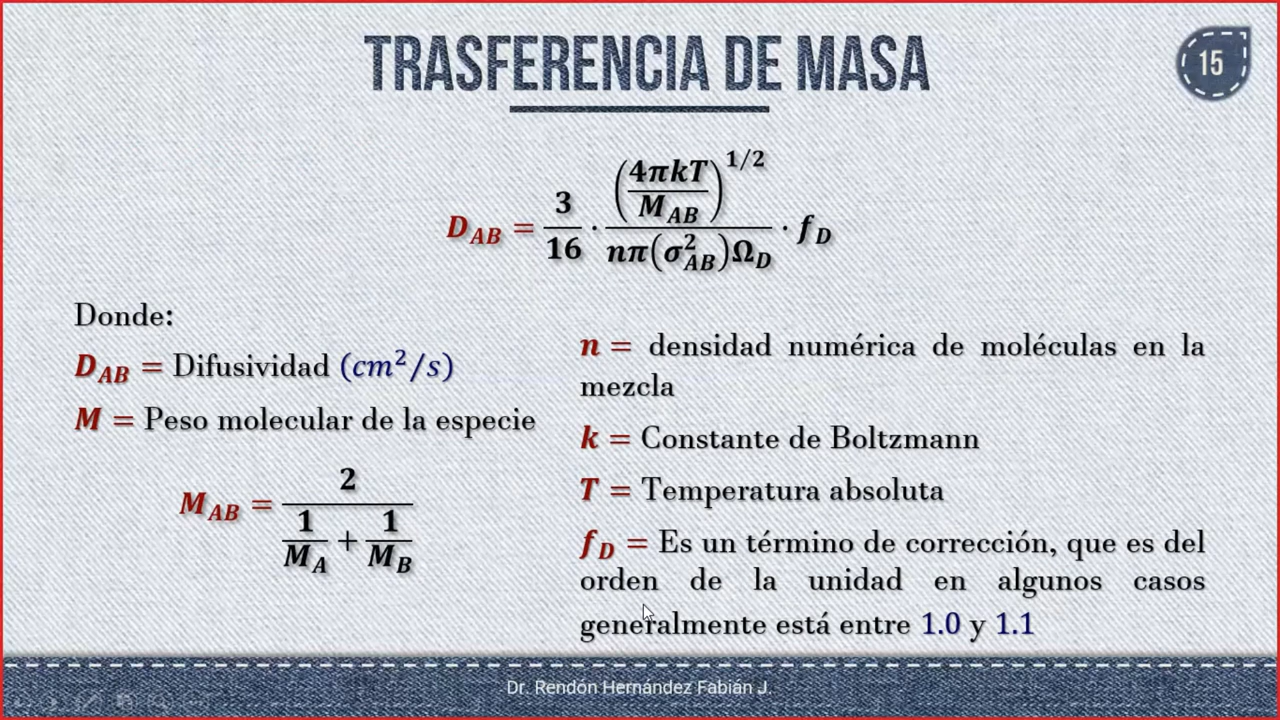 TRASFERENCIA DE MASA
15
D_AB = 3/16 · (4πkT/M_AB)^1/2 / nπ(σ²_AB)Ω_D · f_D
Donde:
D_AB = Difusividad (cm²/s)
M = Peso molecular de la especie
M_AB = 2 / (1/M_A + 1/M_B)
n = densidad numérica de moléculas en la
mezcla
k = Constante de Boltzmann
T = Temperatura absoluta
f_D = Es un término de corrección, que es del
orden de la unidad en algunos casos
generalmente está entre 1.0 y 1.1
Dr. Rendón Hernández Fabián J.